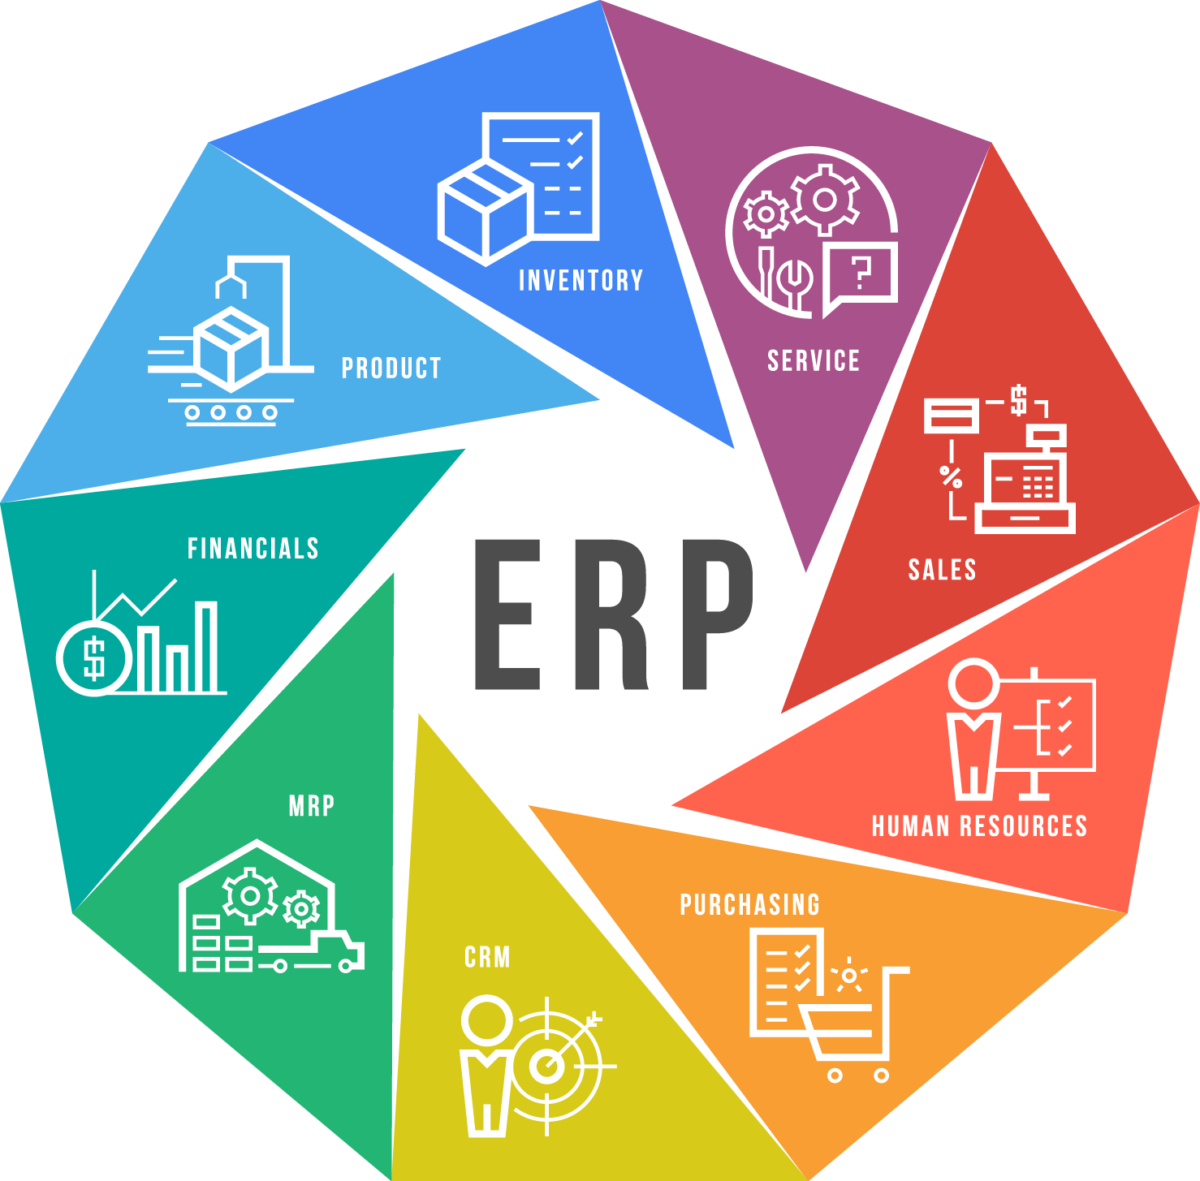 INVENTORY
SERVICE
?
PRODUCT
$
%
SALES
FINANCIALS
$
ERP
HUMAN RESOURCES
MRP
PURCHASING
CRM